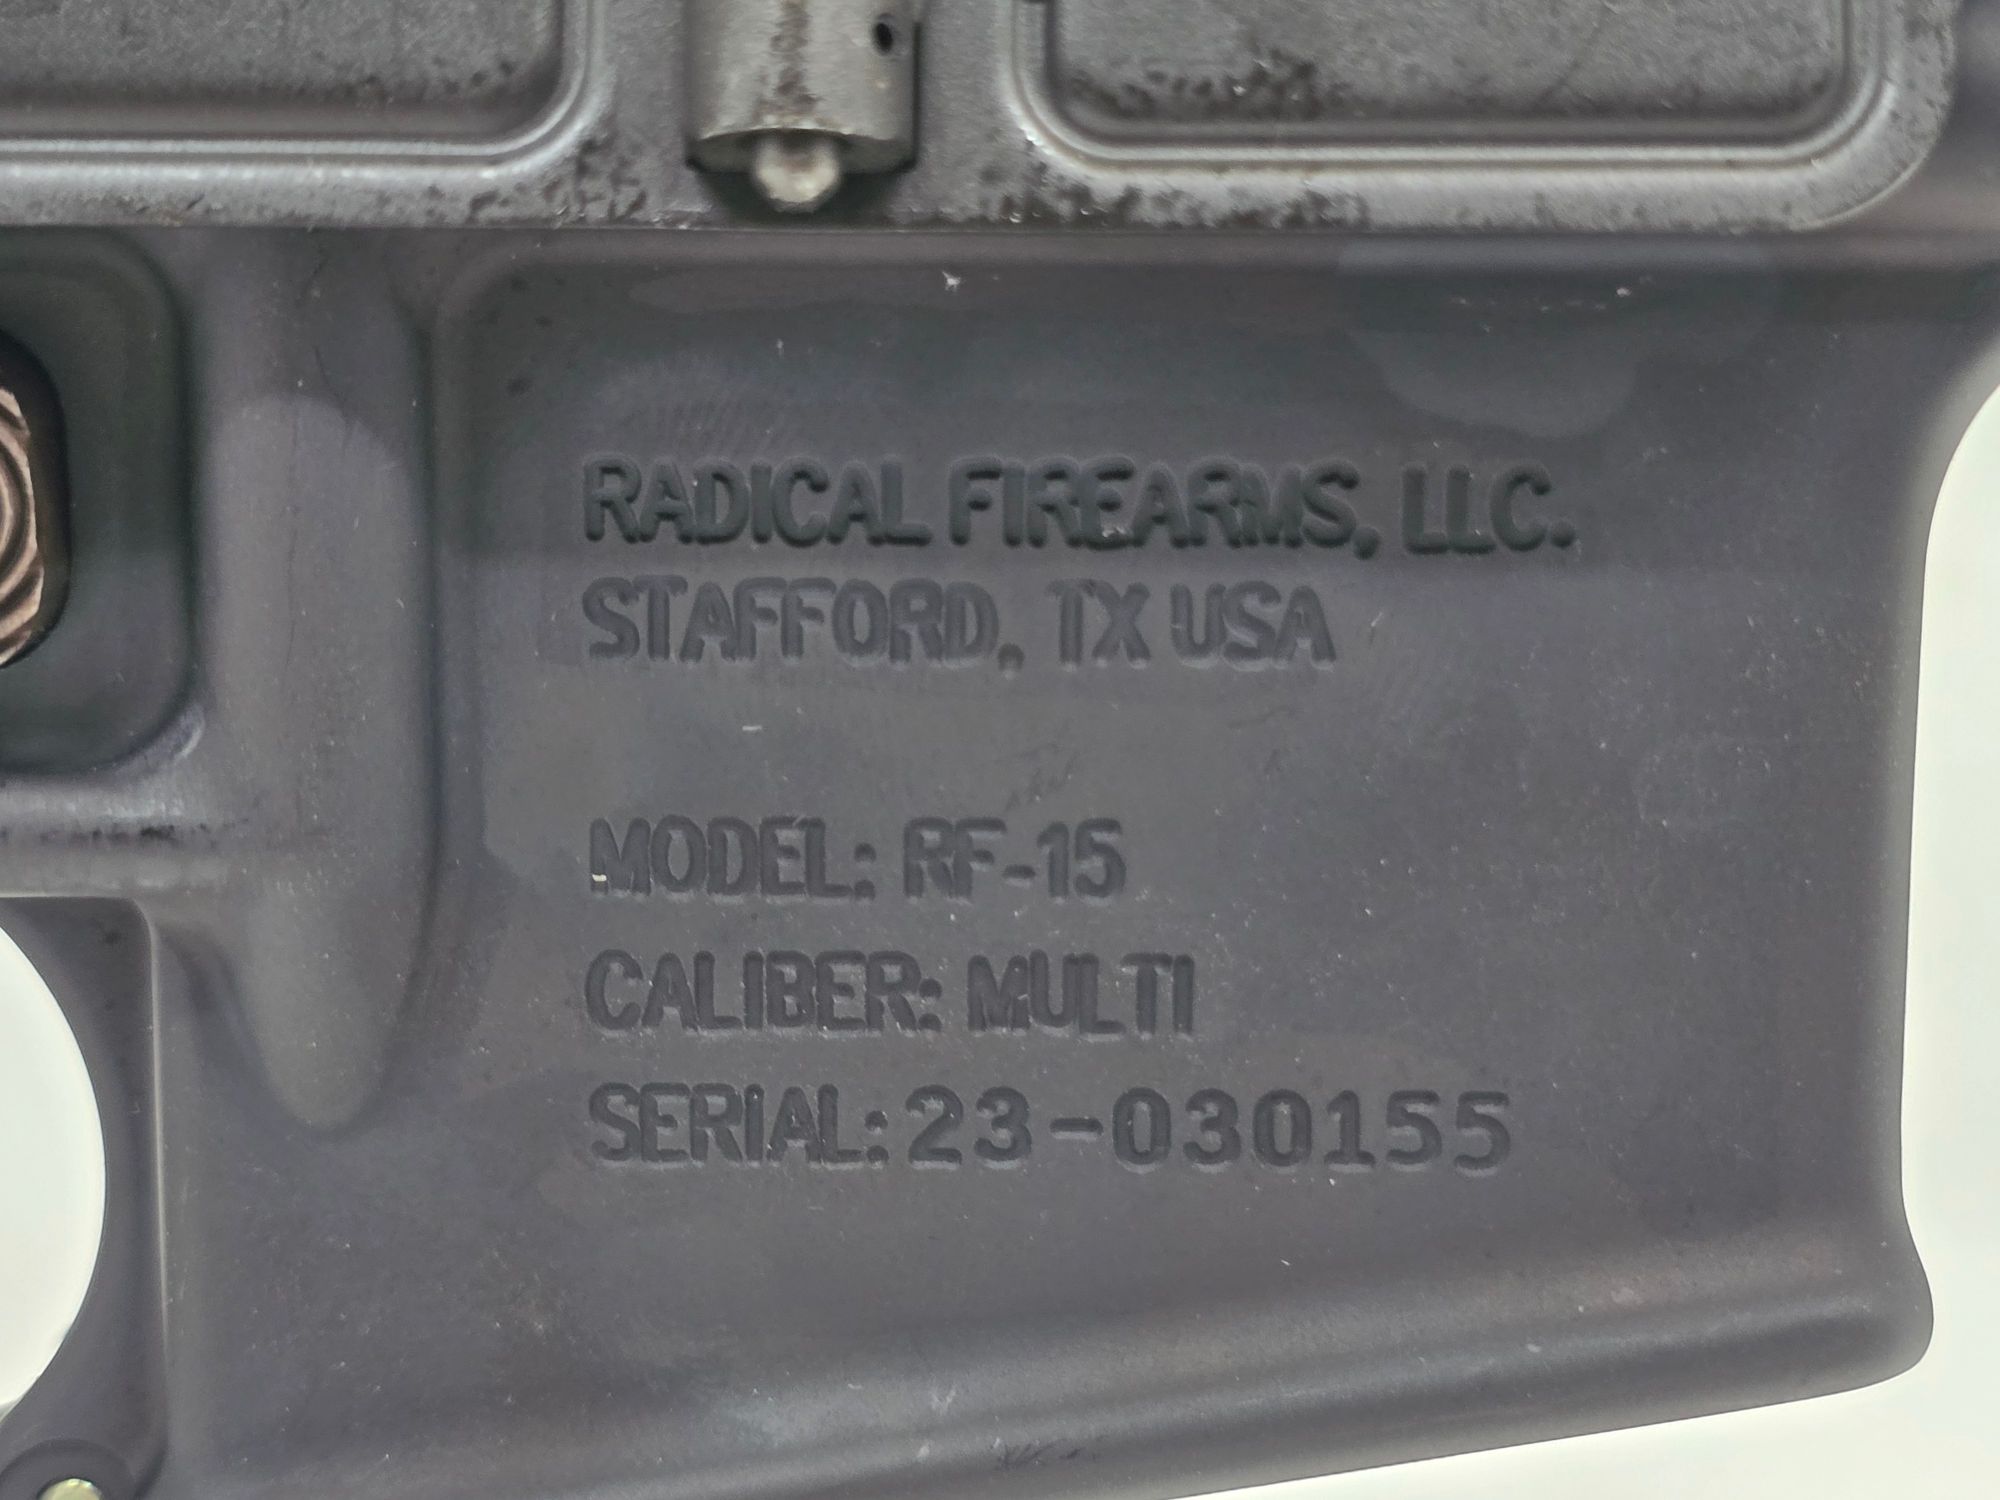 RADICAL FIREARMS, LLC.
STAFFORD, TX USA
MODEL: RF-15
CALIBER: MULTI
SERIAL: 23-030155